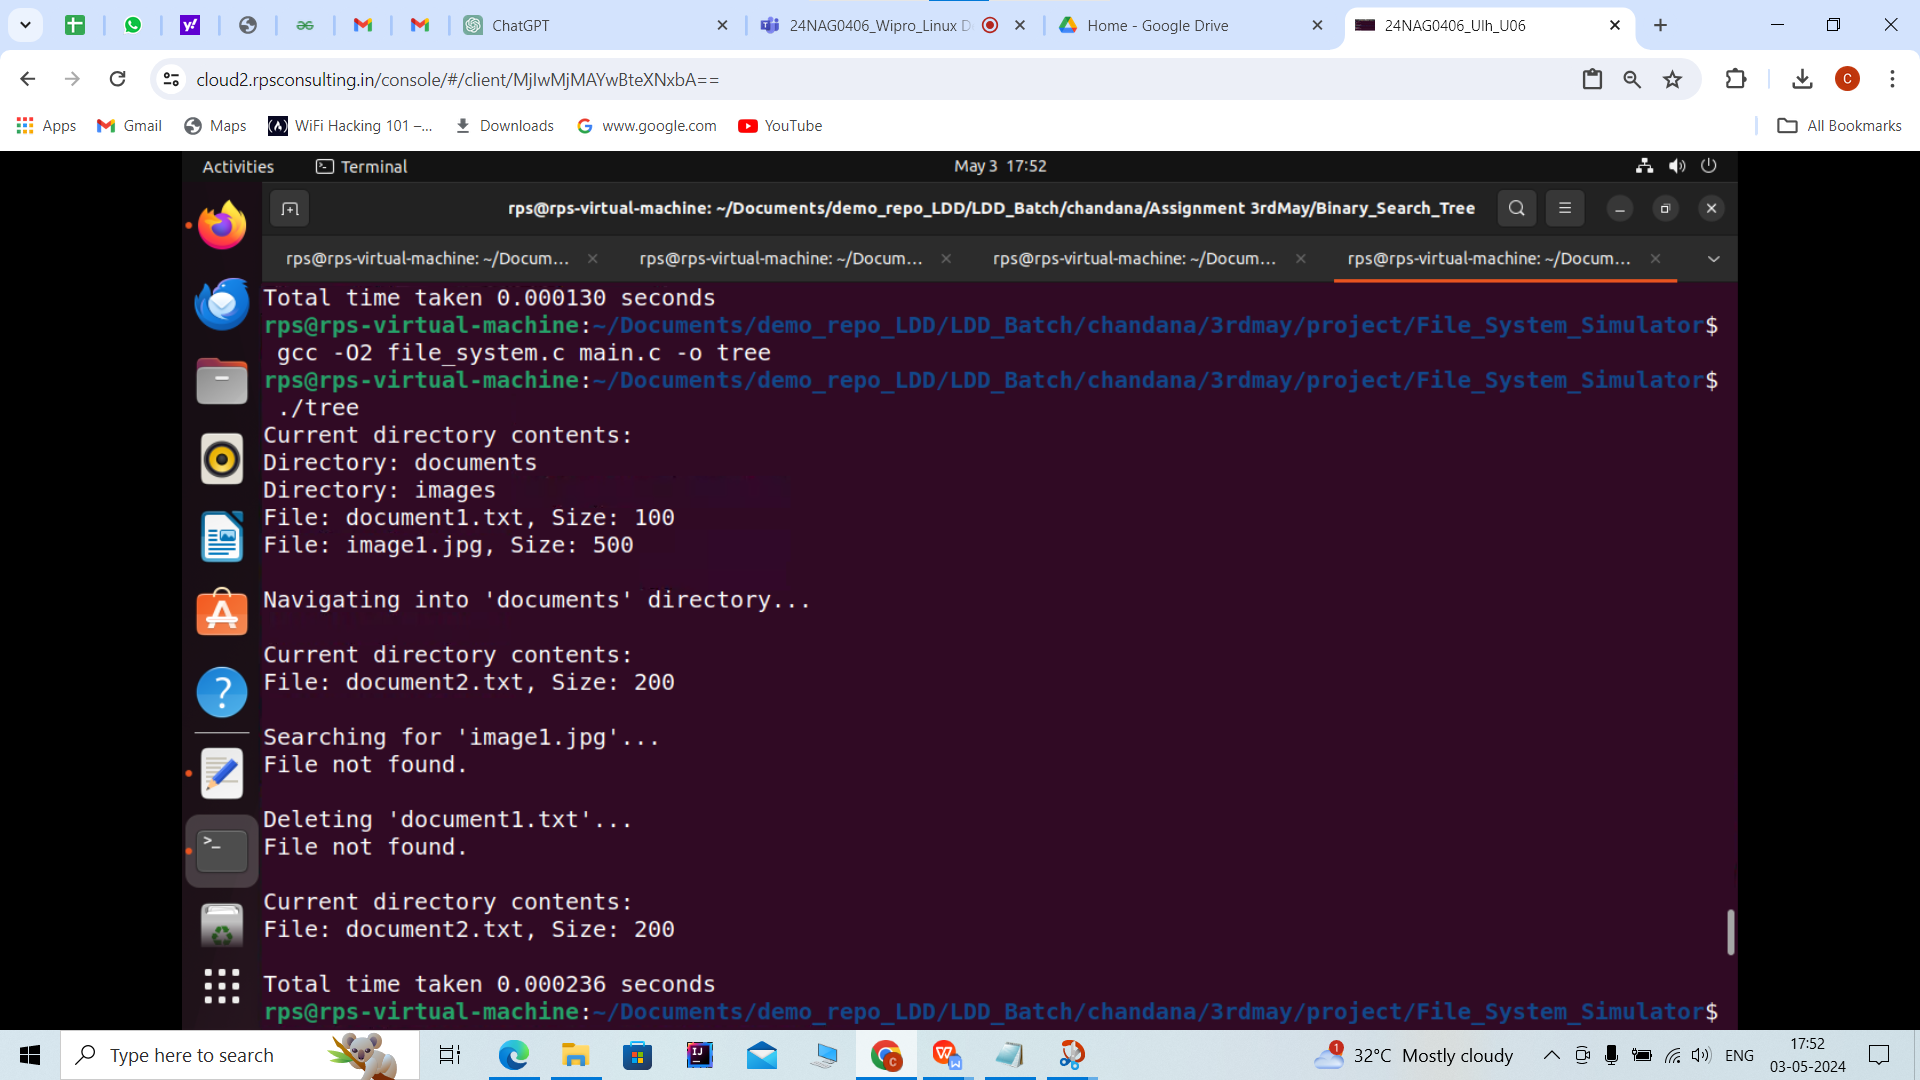 ChatGPT
24NAG0406_Wipro_Linux D
Home - Google Drive
24NAG0406_Ulh_U06
cloud2.rpsconsulting.in/console/#/client/MjIwMjMAYwBteXNxbA==
C
Apps
Gmail
Maps
WiFi Hacking 101 –...
Downloads
www.google.com
YouTube
All Bookmarks
Activities
Terminal
May 3 17:52
rps@rps-virtual-machine: ~/Documents/demo_repo_LDD/LDD_Batch/chandana/Assignment 3rdMay/Binary_Search_Tree
rps@rps-virtual-machine: ~/Docum...
rps@rps-virtual-machine: ~/Docum...
rps@rps-virtual-machine: ~/Docum...
rps@rps-virtual-machine: ~/Docum...
Total time taken 0.000130 seconds
rps@rps-virtual-machine:~/Documents/demo_repo_LDD/LDD_Batch/chandana/3rdmay/project/File_System_Simulator$
gcc -O2 file_system.c main.c -o tree
rps@rps-virtual-machine:~/Documents/demo_repo_LDD/LDD_Batch/chandana/3rdmay/project/File_System_Simulator$
./tree
Current directory contents:
Directory: documents
Directory: images
File: document1.txt, Size: 100
File: image1.jpg, Size: 500
Navigating into 'documents' directory...
Current directory contents:
File: document2.txt, Size: 200
Searching for 'image1.jpg'...
File not found.
Deleting 'document1.txt'...
File not found.
Current directory contents:
File: document2.txt, Size: 200
Total time taken 0.000236 seconds
rps@rps-virtual-machine:~/Documents/demo_repo_LDD/LDD_Batch/chandana/3rdmay/project/File_System_Simulator$
Type here to search
1
32°C Mostly cloudy
ENG
17:52
03-05-2024